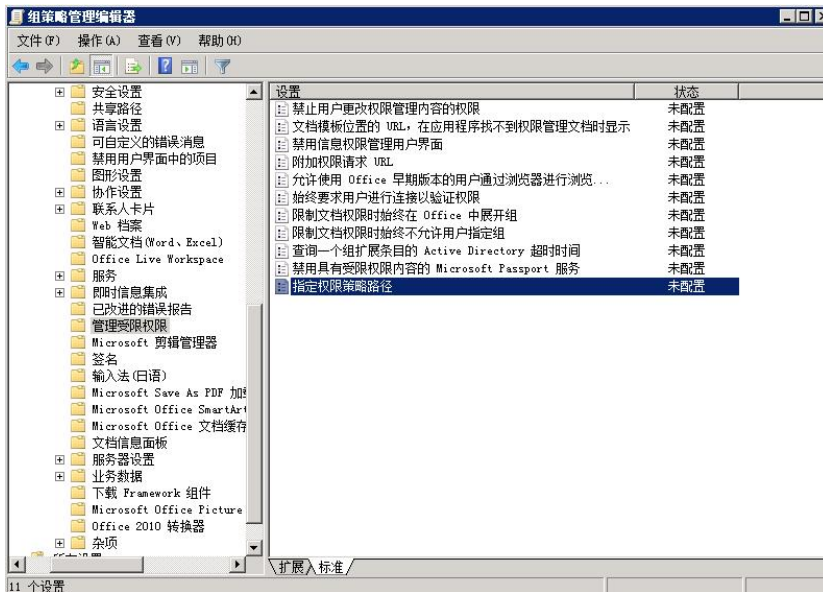 组策略管理编辑器
文件(F) 操作(A) 查看(V) 帮助(H)
安全设置
共享路径
语言设置
可自定义的错误消息
禁用用户界面中的项目
图形设置
协作设置
联系人卡片
Web 档案
智能文档(Word、Excel)
Office Live Workspace
服务
即时信息集成
已改进的错误报告
管理受限权限
Microsoft 剪辑管理器
签名
输入法(日语)
Microsoft Save As PDF
Microsoft Office SmartArt
Microsoft Office 文档缓存
文档信息面板
服务器设置
业务数据
下载 Framework 组件
Microsoft Office Picture
Office 2010 转换器
杂项
设置 状态
禁止用户更改权限管理内容的权限 未配置
文档模板位置的 URL，在应用程序找不到权限管理文档时显示 未配置
禁用信息权限管理用户界面 未配置
附加权限请求 URL 未配置
允许使用 Office 早期版本的用户通过浏览器进行浏览... 未配置
始终要求用户进行连接以验证权限 未配置
限制文档权限时始终在 Office 中展开组 未配置
限制文档权限时始终不允许用户指定组 未配置
查询一个组扩展条目的 Active Directory 超时时间 未配置
禁用具有受限权限内容的 Microsoft Passport 服务 未配置
指定权限策略路径 未配置
扩展 标准
11 个设置